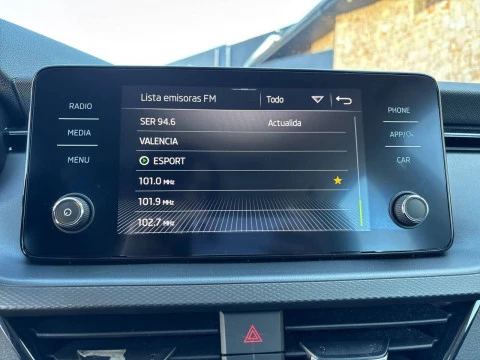 Lista emisoras FM Todo
RADIO
MEDIA
MENU
SER 94.6 Actualida
VALENCIA
ESPORT
101.0 MHz
101.9 MHz
102.7 MHz
PHONE
APP/
CAR